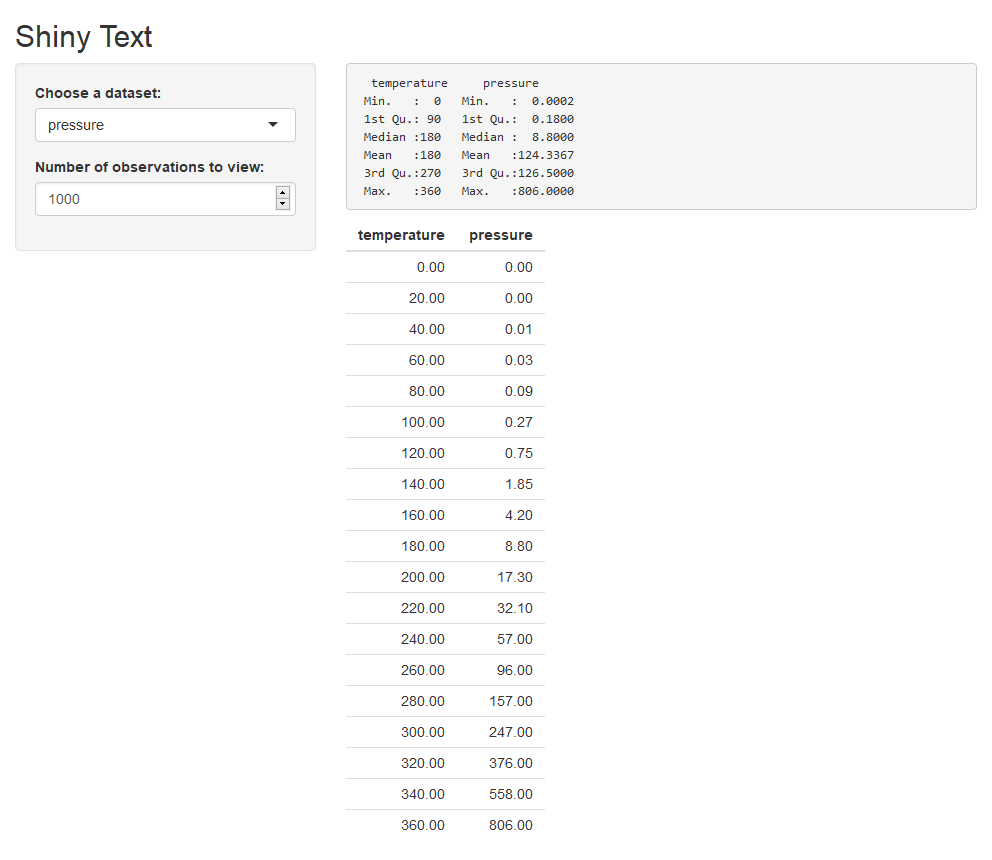 Shiny Text
Choose a dataset:
pressure
Number of observations to view:
1000
temperature pressure
Min. : 0 Min. : 0.0002
1st Qu.: 90 1st Qu.: 0.1800
Median :180 Median : 8.8000
Mean :180 Mean :124.3367
3rd Qu.:270 3rd Qu.:126.5000
Max. :360 Max. :806.0000
temperature pressure
0.00 0.00
20.00 0.00
40.00 0.01
60.00 0.03
80.00 0.09
100.00 0.27
120.00 0.75
140.00 1.85
160.00 4.20
180.00 8.80
200.00 17.30
220.00 32.10
240.00 57.00
260.00 96.00
280.00 157.00
300.00 247.00
320.00 376.00
340.00 558.00
360.00 806.00